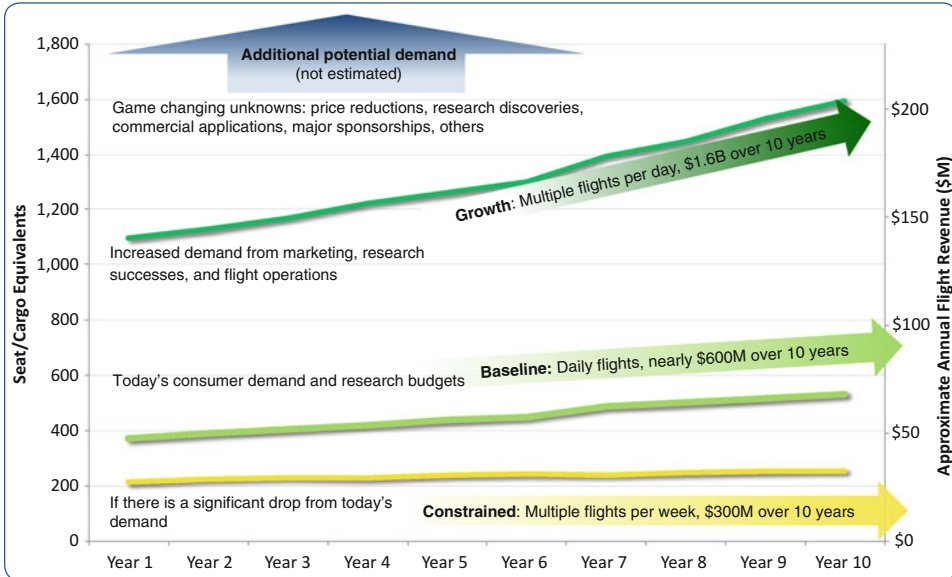 Additional potential demand
(not estimated)
Game changing unknowns: price reductions, research discoveries,
commercial applications, major sponsorships, others
Growth: Multiple flights per day, $1.6B over 10 years
Increased demand from marketing, research
successes, and flight operations
Baseline: Daily flights, nearly $600M over 10 years
Today's consumer demand and research budgets
If there is a significant drop from today's
demand
Constrained: Multiple flights per week, $300M over 10 years
Seat/Cargo Equivalents
1,800
1,600
1,400
1,200
1,000
800
600
400
200
0
Year 1 Year 2 Year 3 Year 4 Year 5 Year 6 Year 7 Year 8 Year 9 Year 10
$200
$150
$100
$50
$0
Approximate Annual Flight Revenue ($M)